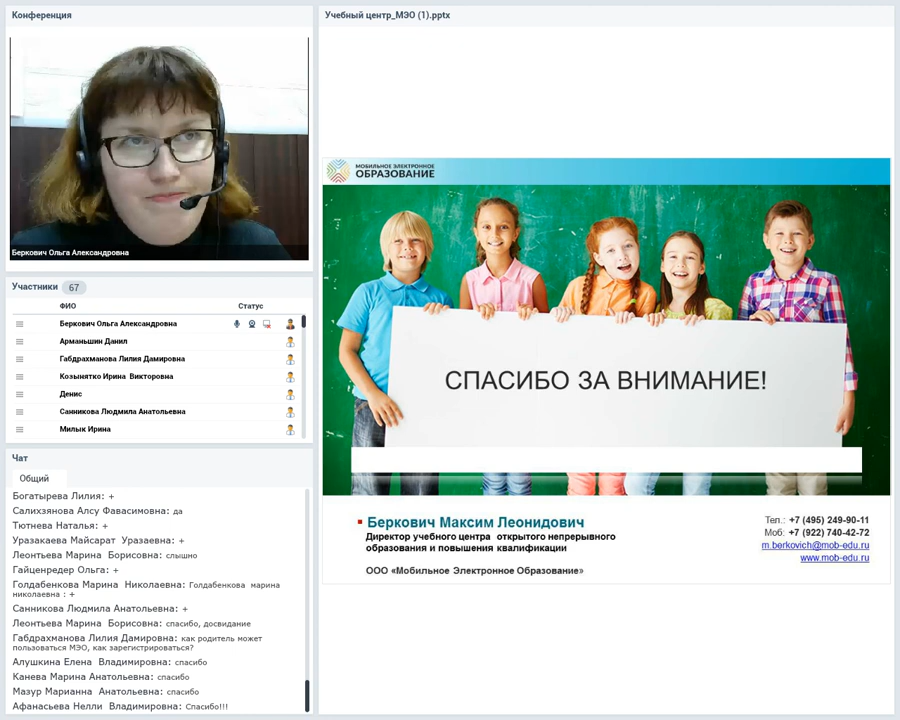 Конференция
Беркович Ольга Александровна
Участники 67
ФИО Статус
Беркович Ольга Александровна
Арманьшин Данил
Габдрахманова Лилия Дамировна
Козынятко Ирина Викторовна
Денис
Санникова Людмила Анатольевна
Милык Ирина
Чат
Общий
Богатырева Лилия: +
Салихзянова Алсу Фавасимовна: да
Тютнева Наталья: +
Уразакаева Майсарат Уразаевна: +
Леонтьева Марина Борисовна: слышно
Гайценредер Ольга: +
Голдабенкова Марина Николаевна: Голдабенкова марина
николаевна : +
Санникова Людмила Анатольевна: +
Леонтьева Марина Борисовна: спасибо, досвидание
Габдрахманова Лилия Дамировна: как родитель может
пользоваться МЭО, как зарегистрироваться?
Алушкина Елена Владимировна: спасибо
Канева Марина Анатольевна: спасибо
Мазур Марианна Анатольевна: спасибо
Афанасьева Нелли Владимировна: Спасибо!!!
Учебный центр_МЭО (1).pptx
МОБИЛЬНОЕ ЭЛЕКТРОННОЕ
ОБРАЗОВАНИЕ
СПАСИБО ЗА ВНИМАНИЕ!
Беркович Максим Леонидович
Директор учебного центра открытого непрерывного
образования и повышения квалификации
ООО «Мобильное Электронное Образование»
Тел.: +7 (495) 249-90-11
Моб: +7 (922) 740-42-72
m.berkovich@mob-edu.ru
www.mob-edu.ru